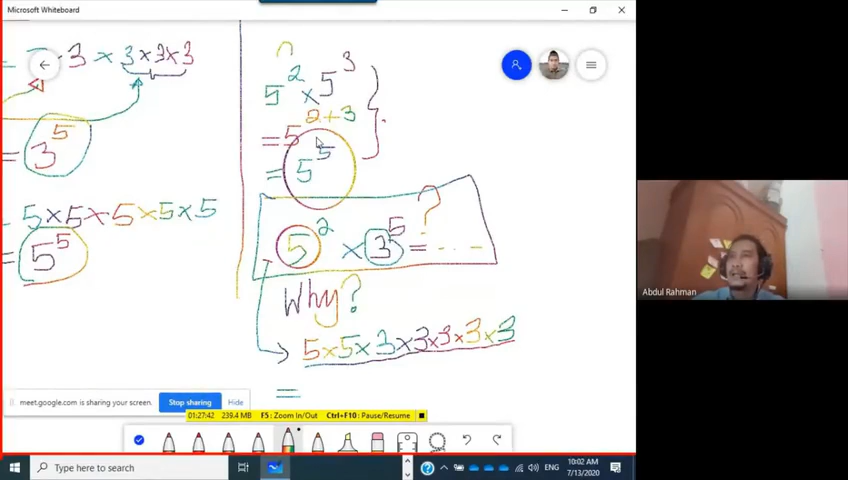 Microsoft Whiteboard
3 × 3×3×3
= 3⁵
= 5×5×5×5×5
= 5⁵
5² × 5³
= 5²⁺³
= 5⁵
5² × 3⁵ = ---- ?
Why?
5×5×3×3×3×3×3
=
Abdul Rahman
meet.google.com is sharing your screen.
Stop sharing
Hide
01:27:42 239.4 MB F5: Zoom In/Out Ctrl+F10: Pause/Resume
Type here to search
ENG
10:02 AM
7/13/2020